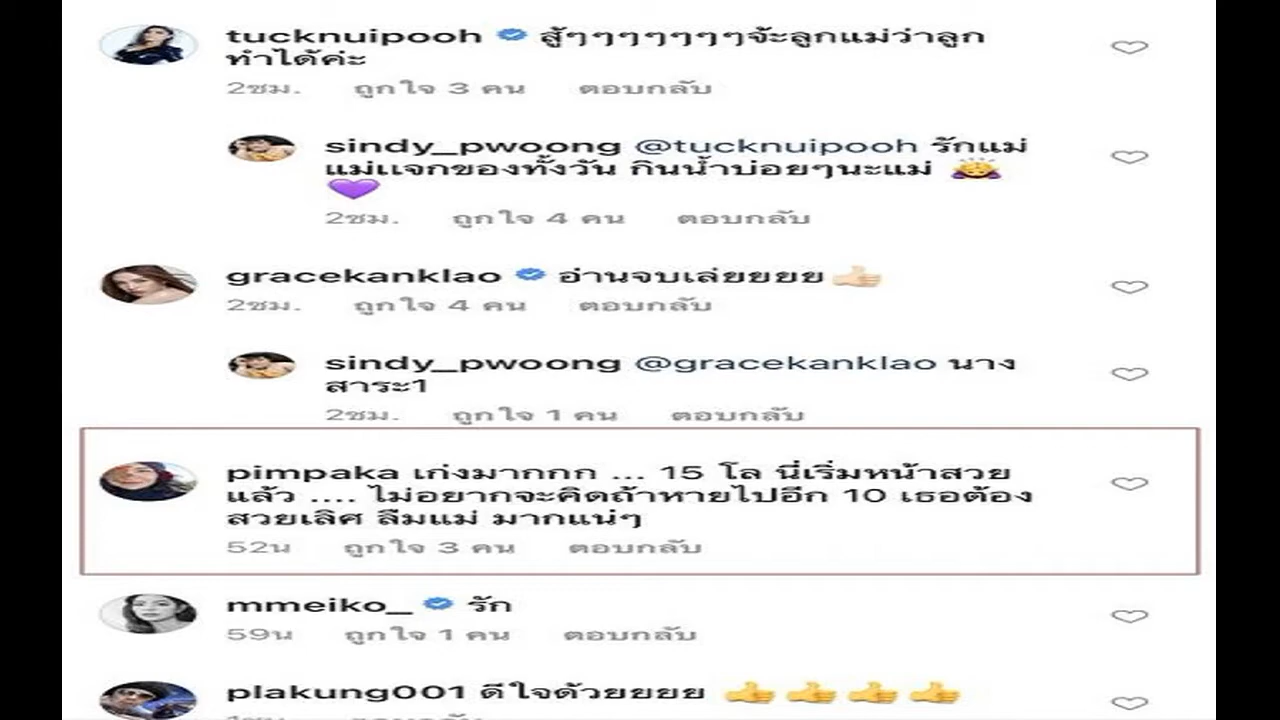 tucknuipooh สู้ๆๆๆๆๆๆๆจ้ะลูกแม่ว่าลูก
ทำได้ค่ะ
2ชม. ถูกใจ 3 คน ตอบกลับ
sindy_pwoong @tucknuipooh รักแม่
แม่แจกของทั้งวัน กินน้ำบ่อยๆนะแม่ 🙇💜
2ชม. ถูกใจ 4 คน ตอบกลับ
gracekanklao อ่านจบเล่ยยยย👍🏻
2ชม. ถูกใจ 4 คน ตอบกลับ
sindy_pwoong @gracekanklao นาง
สาระ1
2ชม. ถูกใจ 1 คน ตอบกลับ
pimpaka เก่งมากกก ... 15 โล นี่เริ่มหน้าสวย
แล้ว .... ไม่อยากจะคิดถ้าหายไปอีก 10 เธอต้อง
สวยเลิศ ลืมแม่ มากแน่ๆ
52น ถูกใจ 3 คน ตอบกลับ
mmeiko_ รัก
59น ถูกใจ 1 คน ตอบกลับ
plakung001 ดีใจด้วยยยย 👍👍👍👍